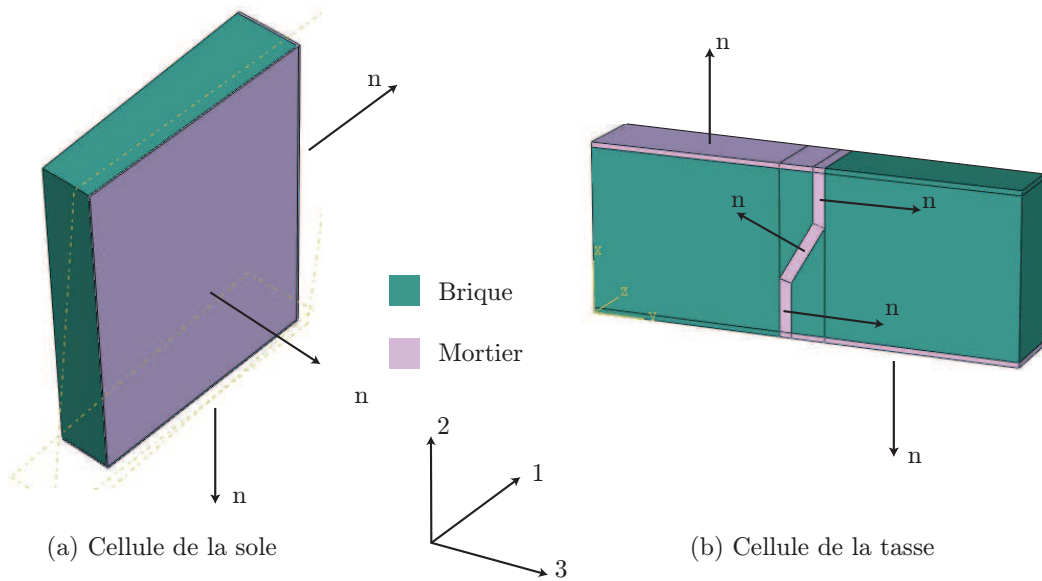 n
n
n
n
n
n
n
n
X
Z
Y
Brique
Mortier
2
1
3
(a) Cellule de la sole
(b) Cellule de la tasse